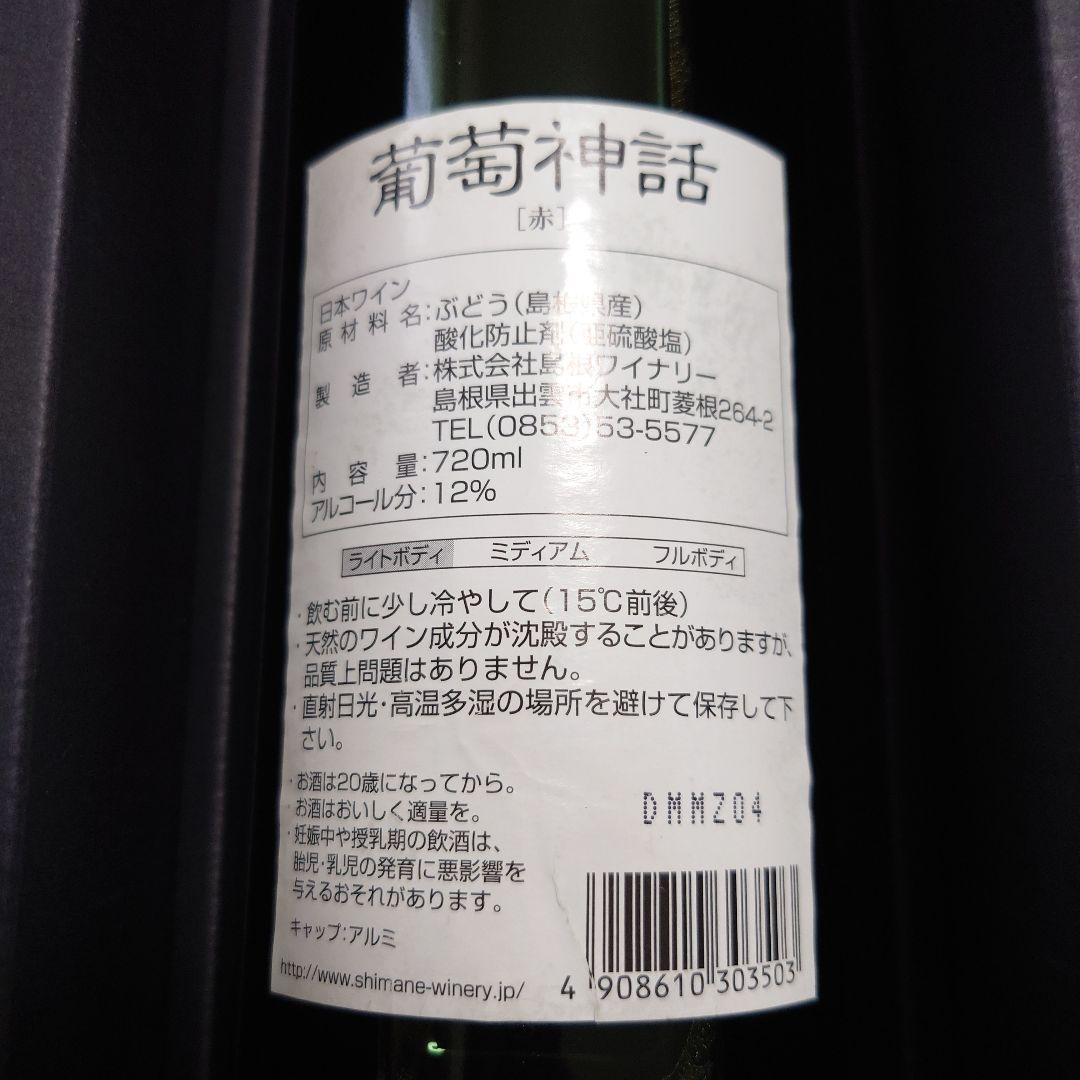 葡萄神話
[赤]
日本ワイン
原材料名:ぶどう(島根県産)
酸化防止剤(亜硫酸塩)
製造者:株式会社島根ワイナリー
島根県出雲市大社町菱根264-2
TEL(0853)53-5577
内容量:720ml
アルコール分:12%
ライトボディ ミディアム フルボディ
・飲む前に少し冷やして(15℃前後)
・天然のワイン成分が沈殿することがありますが、
品質上問題はありません。
・直射日光・高温多湿の場所を避けて保存して下
さい。
・お酒は20歳になってから。
・お酒はおいしく適量を。
・妊娠中や授乳期の飲酒は、
胎児・乳児の発育に悪影響を
与えるおそれがあります。
キャップ:アルミ
http://www.shimane-winery.jp/
DMMZ04
4 908610 303503